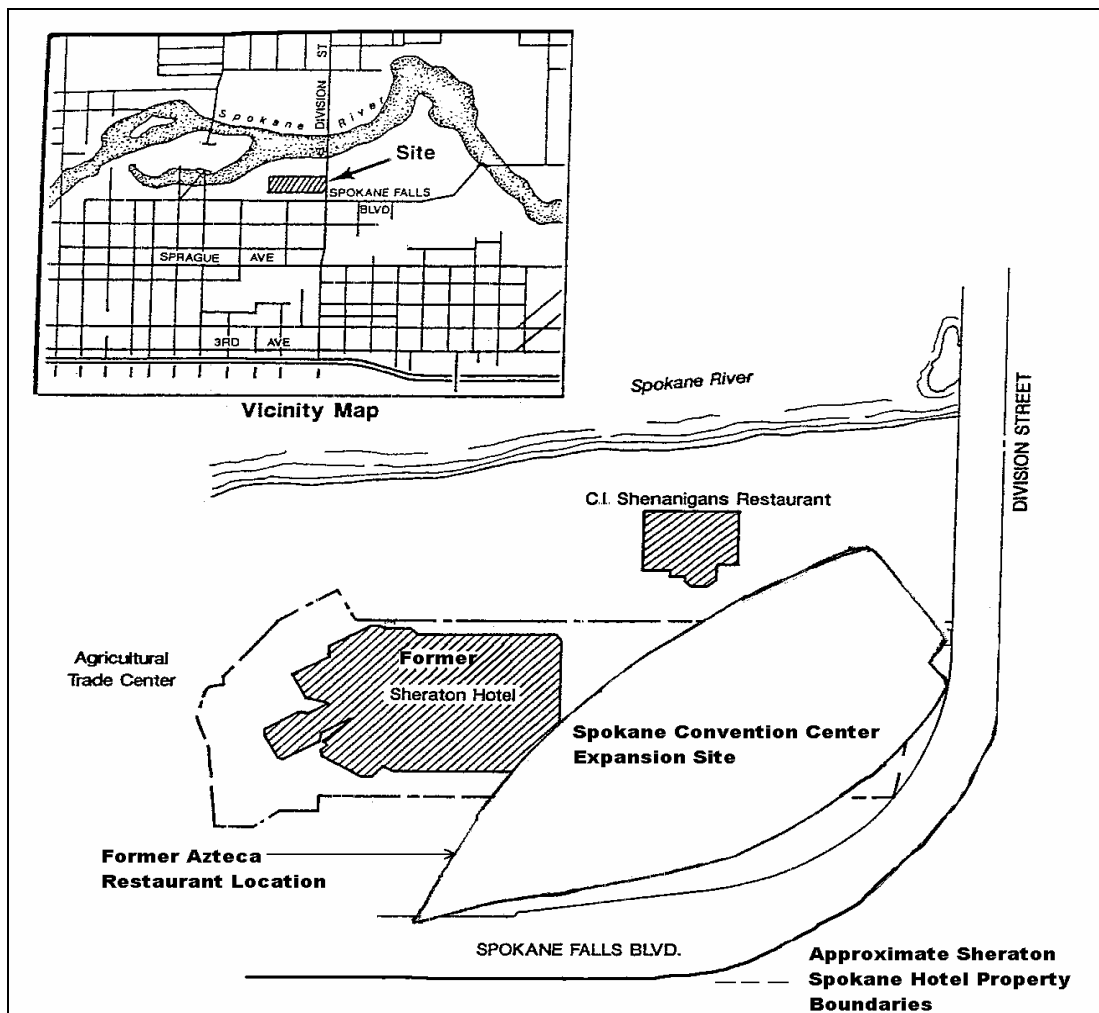 DIVISION ST
Spokane River
Site
SPOKANE FALLS
BLVD.
SPRAGUE AVE
3RD AVE
Vicinity Map
Spokane River
DIVISION STREET
C.I. Shenanigans Restaurant
Agricultural
Trade Center
Former
Sheraton Hotel
Spokane Convention Center
Expansion Site
Former Azteca
Restaurant Location
SPOKANE FALLS BLVD.
Approximate Sheraton
Spokane Hotel Property
Boundaries